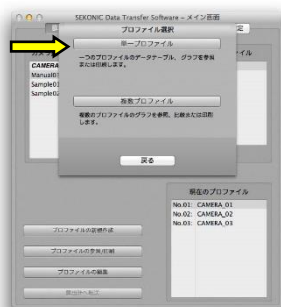 SEKONIC Data Transfer Software – メイン画面
プロファイル選択
定
単一プロファイル
一つのプロファイルのデータテーブル、グラフを参照
または印刷します。
イル
CAMERA
Manual0
Sample0
Sample0
複数プロファイル
複数のプロファイルのグラフを参照、比較または印刷
します。
戻る
現在のプロファイル
No.01: CAMERA_01
No.02: CAMERA_02
No.03: CAMERA_03
プロファイルの新規作成
プロファイルの参照/印刷
プロファイルの編集